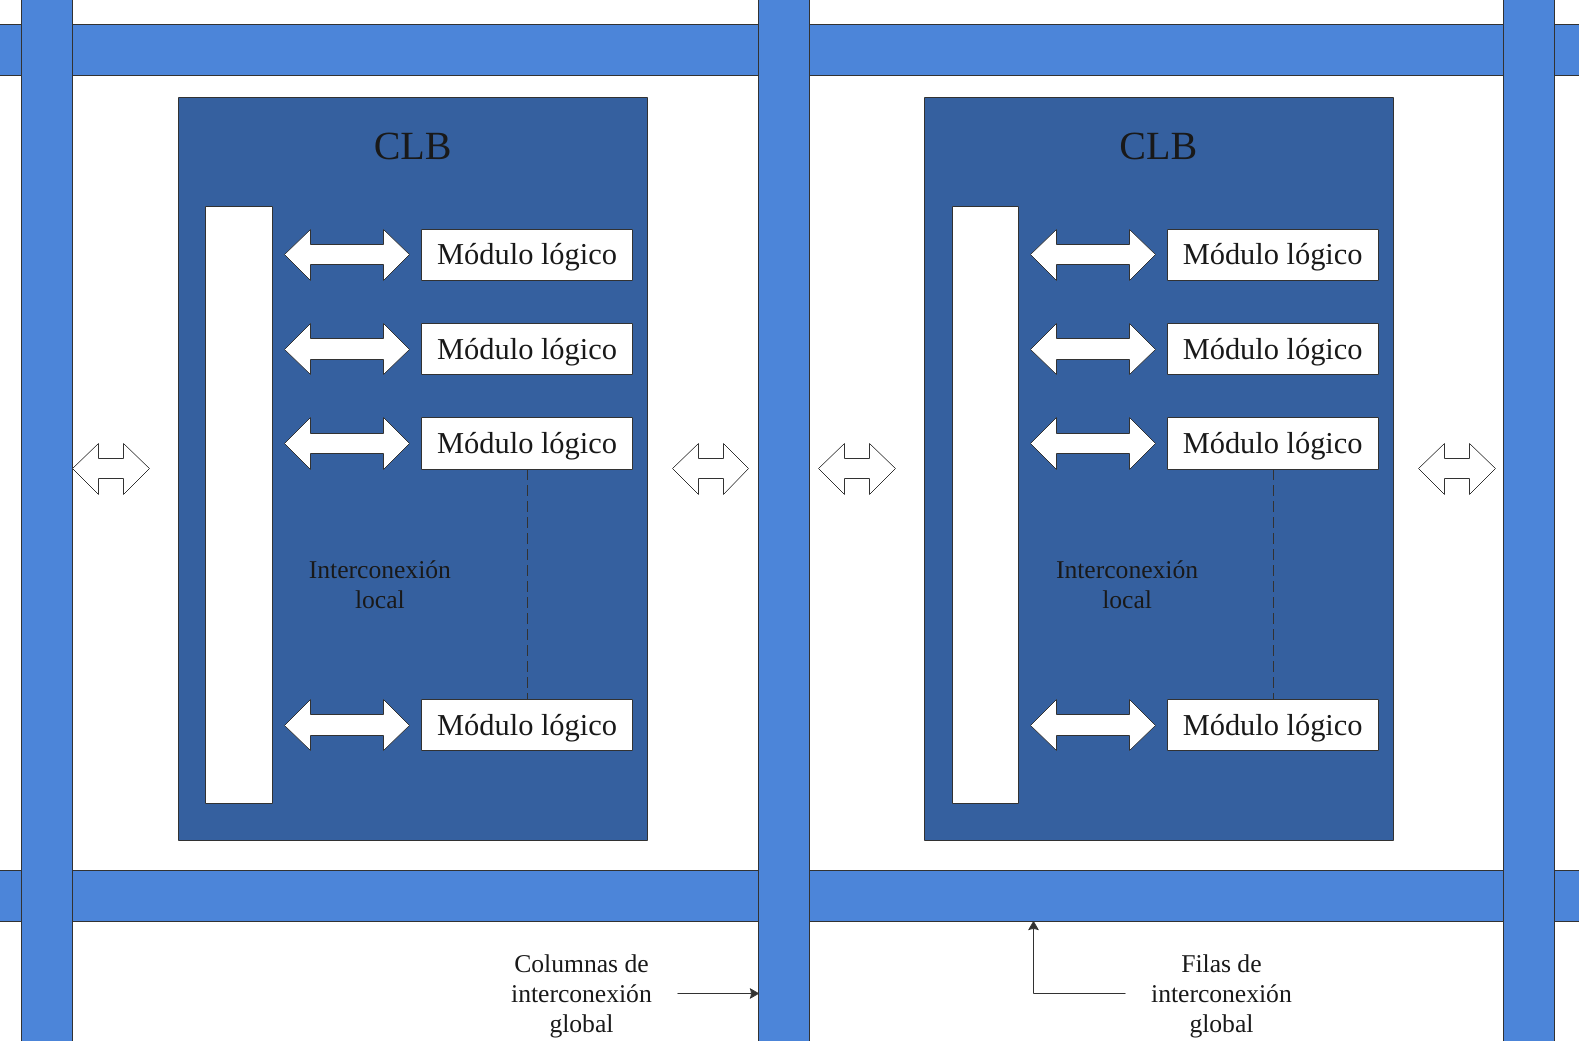 CLB
Módulo lógico
Módulo lógico
Módulo lógico
Interconexión
local
Módulo lógico
CLB
Módulo lógico
Módulo lógico
Módulo lógico
Interconexión
local
Módulo lógico
Columnas de
interconexión
global
Filas de
interconexión
global